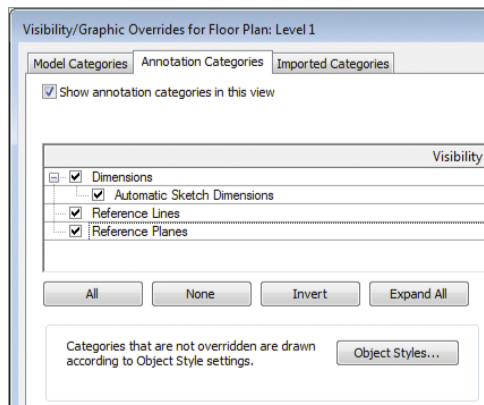 Visibility/Graphic Overrides for Floor Plan: Level 1
Model Categories Annotation Categories Imported Categories
Show annotation categories in this view
Visibility
Dimensions
Automatic Sketch Dimensions
Reference Lines
Reference Planes
All None Invert Expand All
Categories that are not overridden are drawn
according to Object Style settings.
Object Styles...